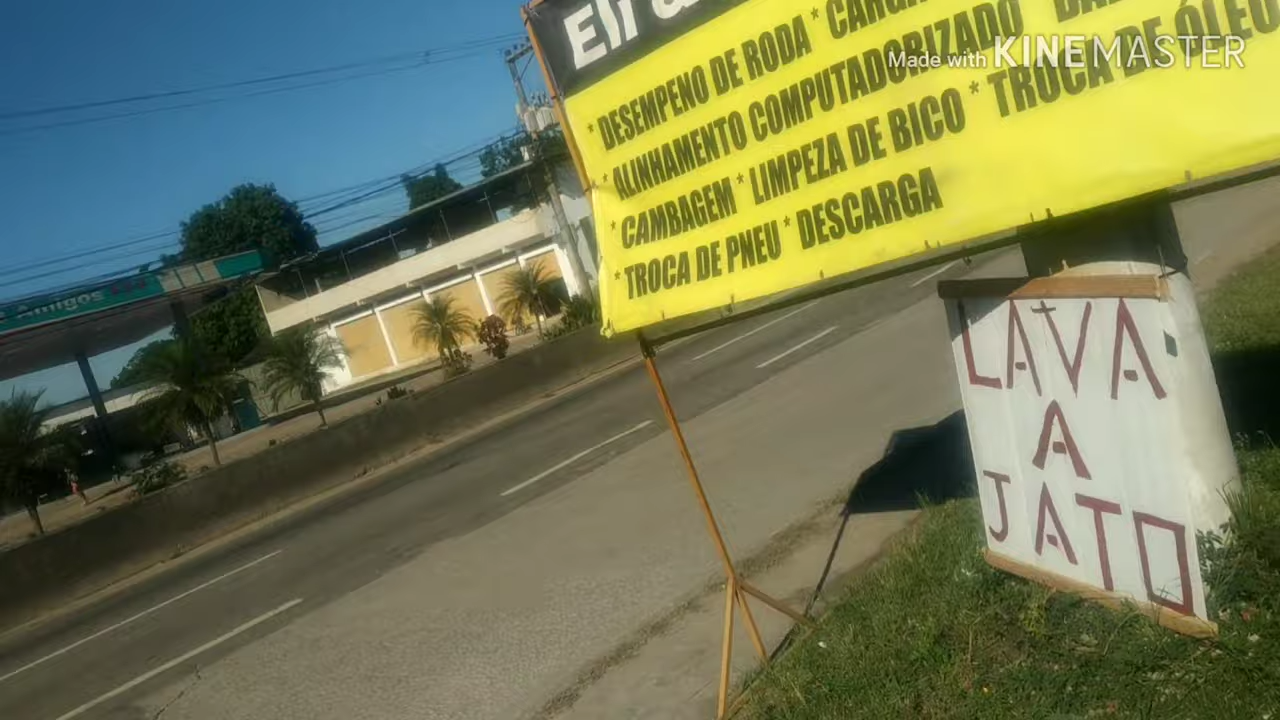 * DESEMPENO DE RODA *
* ALINHAMENTO COMPUTADORIZADO
* CAMBAGEM * LIMPEZA DE BICO * TROCA DE ÓLEO
* TROCA DE PNEU * DESCARGA
Made with KINEMASTER
Amigos
LAVA
A
JATO